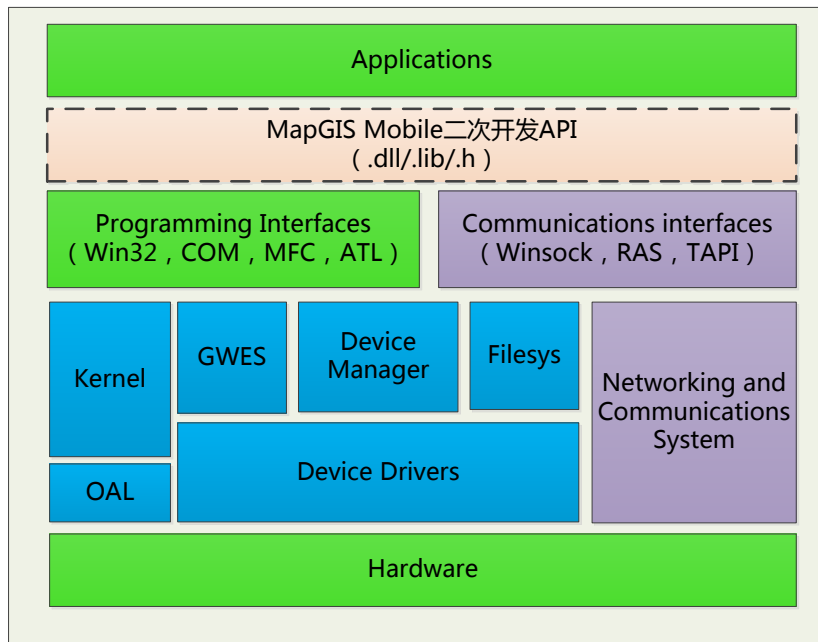 Applications
MapGIS Mobile二次开发API
（.dll/.lib/.h）
Programming Interfaces
（Win32，COM，MFC，ATL）
Communications interfaces
（Winsock，RAS，TAPI）
Kernel
GWES
Device
Manager
Filesys
Networking and
Communications
System
OAL
Device Drivers
Hardware